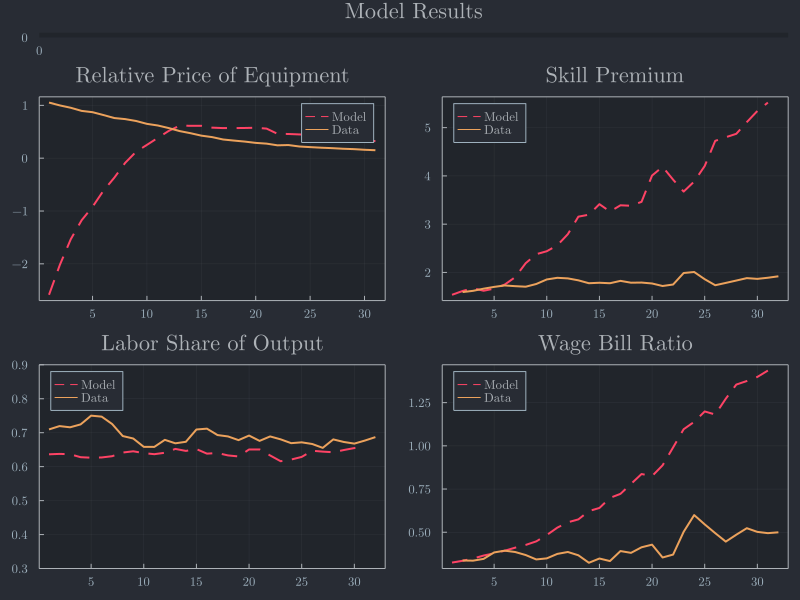 Model Results
0
0
Relative Price of Equipment
1
0
−1
−2
5 10 15 20 25 30
Model
Data
Skill Premium
5
4
3
2
5 10 15 20 25 30
Model
Data
Labor Share of Output
0.9
0.8
0.7
0.6
0.5
0.4
0.3
5 10 15 20 25 30
Model
Data
Wage Bill Ratio
1.25
1.00
0.75
0.50
5 10 15 20 25 30
Model
Data